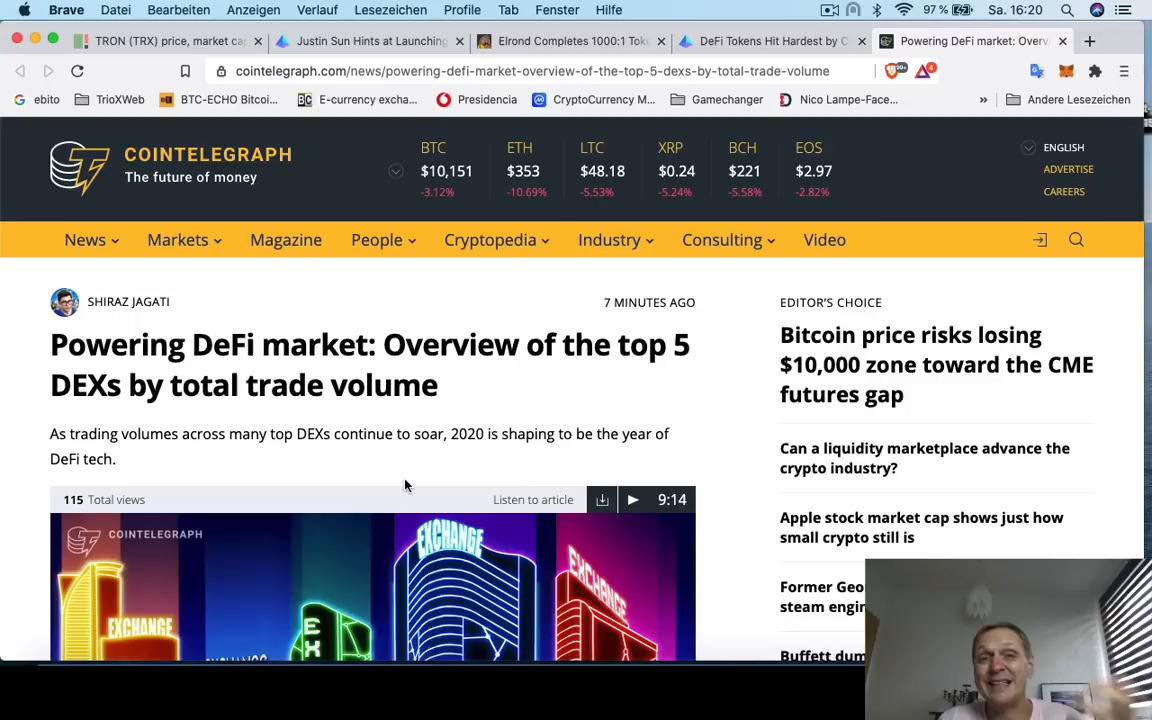 Brave Datei Bearbeiten Anzeigen Verlauf Lesezeichen Profile Tab Fenster Hilfe 97 % Sa. 16:20
TRON (TRX) price, market ca
Justin Sun Hints at Launching
Elrond Completes 1000:1 Toke
DeFi Tokens Hit Hardest by C
Powering DeFi market: Overv
cointelegraph.com/news/powering-defi-market-overview-of-the-top-5-dexs-by-total-trade-volume
99+ 4
ebito TrioXWeb BTC-ECHO Bitcoi... E-currency excha... Presidencia CryptoCurrency M... Gamechanger Nico Lampe-Face... » Andere Lesezeichen
COINTELEGRAPH
The future of money
BTC ETH LTC XRP BCH EOS
$10,151 $353 $48.18 $0.24 $221 $2.97
-3.12% -10.69% -5.53% -5.24% -5.58% -2.82%
ENGLISH
ADVERTISE
CAREERS
News Markets Magazine People Cryptopedia Industry Consulting Video
SHIRAZ JAGATI 7 MINUTES AGO
Powering DeFi market: Overview of the top 5
DEXs by total trade volume
As trading volumes across many top DEXs continue to soar, 2020 is shaping to be the year of
DeFi tech.
115 Total views Listen to article 9:14
COINTELEGRAPH
EXCHANGE
EXCHANGE
EXCHANGE
EDITOR'S CHOICE
Bitcoin price risks losing
$10,000 zone toward the CME
futures gap
Can a liquidity marketplace advance the
crypto industry?
Apple stock market cap shows just how
small crypto still is
Former Geo
steam engin
Buffett dum